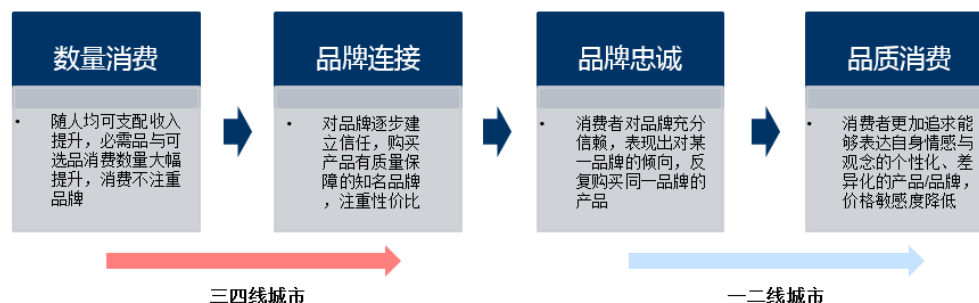 数量消费
• 随人均可支配收入
提升，必需品与可
选品消费数量大幅
提升，消费不注重
品牌
品牌连接
• 对品牌逐步建
立信任，购买
产品有质量保
障的知名品牌
，注重性价比
品牌忠诚
• 消费者对品牌充分
信赖，表现出对某
一品牌的倾向，反
复购买同一品牌的
产品
品质消费
• 消费者更加追求能
够表达自身情感与
观念的个性化、差
异化的产品/品牌，
价格敏感度降低
三四线城市
一二线城市